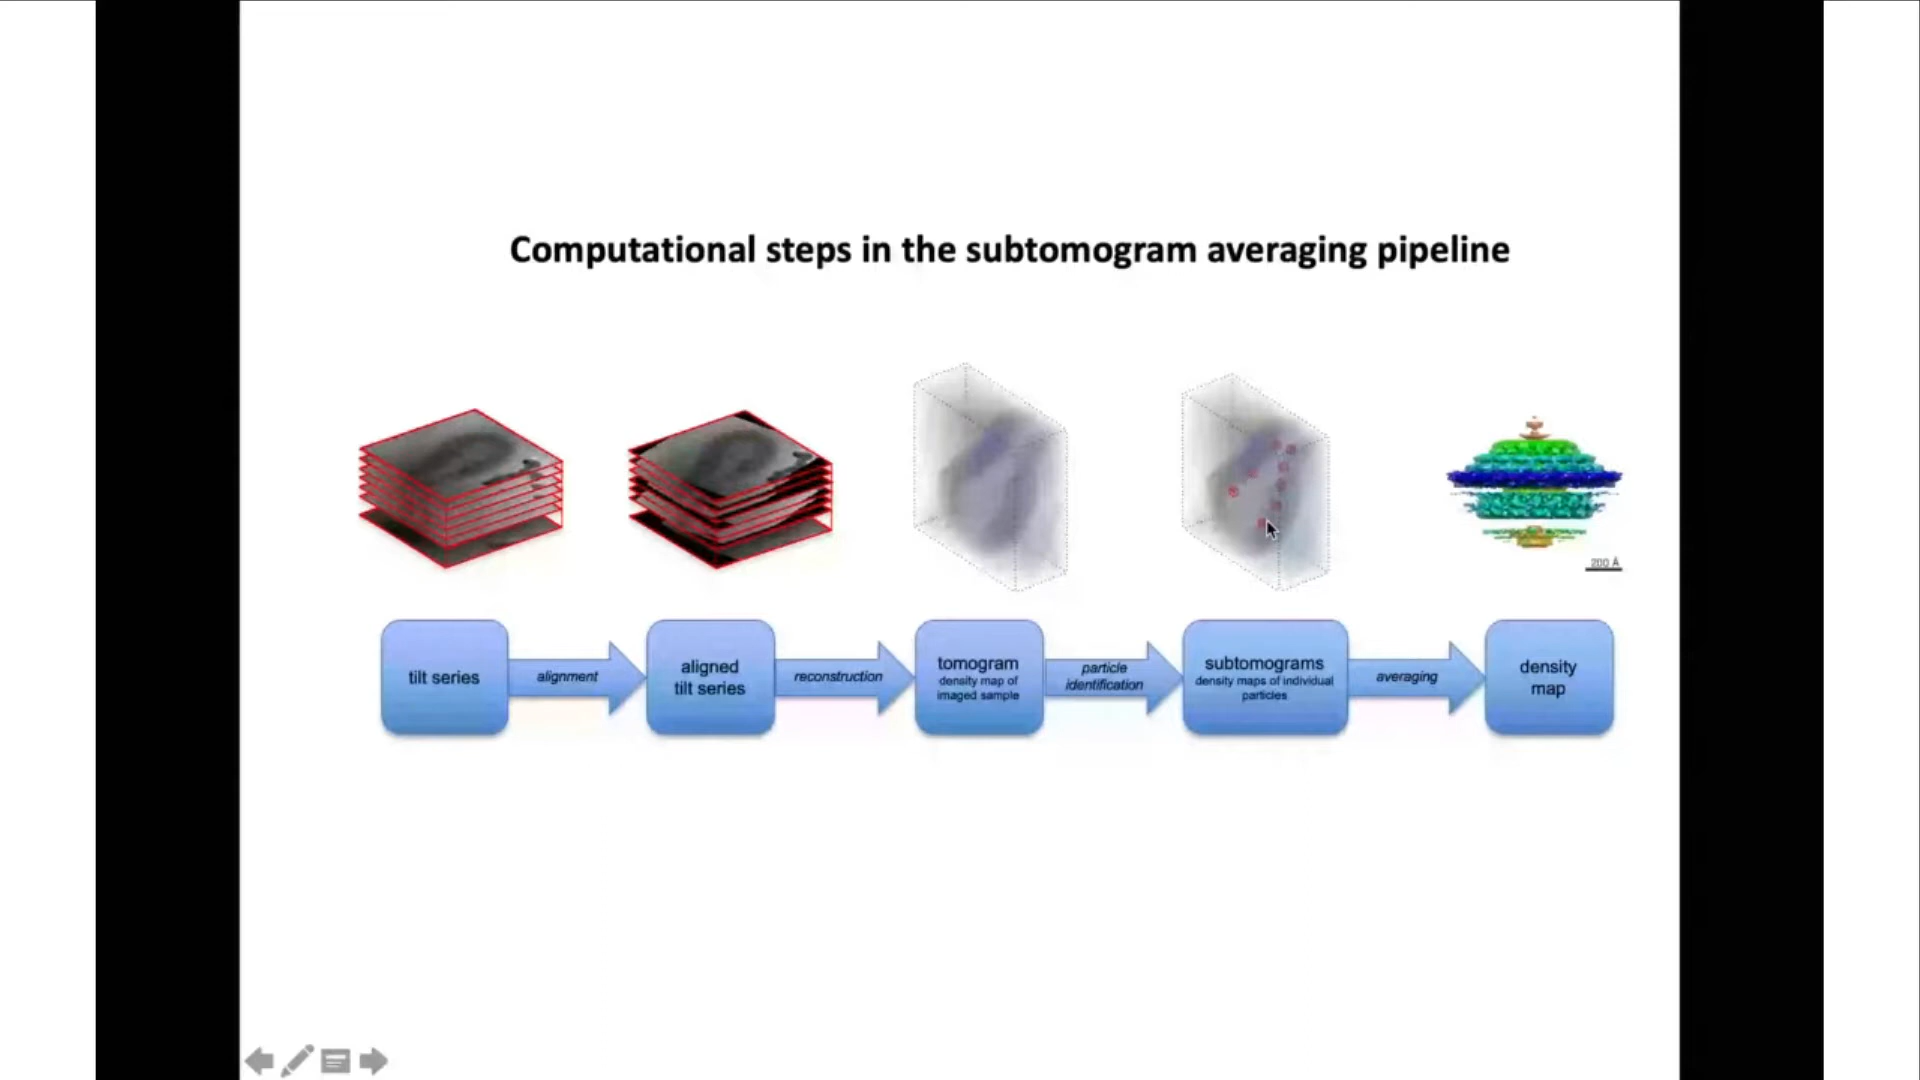 Computational steps in the subtomogram averaging pipeline
200 Å
tilt series
alignment
aligned
tilt series
reconstruction
tomogram
density map of
imaged sample
particle
identification
subtomograms
density maps of individual
particles
averaging
density
map